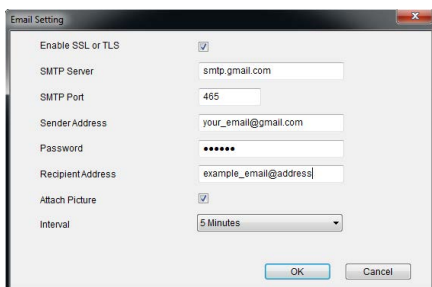 Email Setting
Enable SSL or TLS
SMTP Server smtp.gmail.com
SMTP Port 465
Sender Address your_email@gmail.com
Password ••••••
Recipient Address example_email@address
Attach Picture
Interval 5 Minutes
OK Cancel